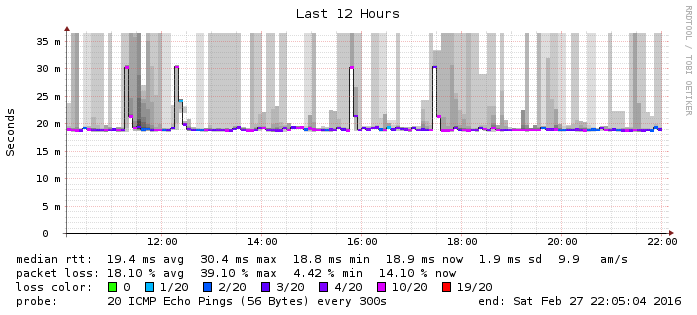 Last 12 Hours
RRDTOOL / TOBI OETIKER
Seconds
35 m
30 m
25 m
20 m
15 m
10 m
5 m
0
12:00 14:00 16:00 18:00 20:00 22:00
median rtt: 19.4 ms avg 30.4 ms max 18.8 ms min 18.9 ms now 1.9 ms sd 9.9 am/s
packet loss: 18.10 % avg 39.10 % max 4.42 % min 14.10 % now
loss color: 0 1/20 2/20 3/20 4/20 10/20 19/20
probe: 20 ICMP Echo Pings (56 Bytes) every 300s end: Sat Feb 27 22:05:04 2016